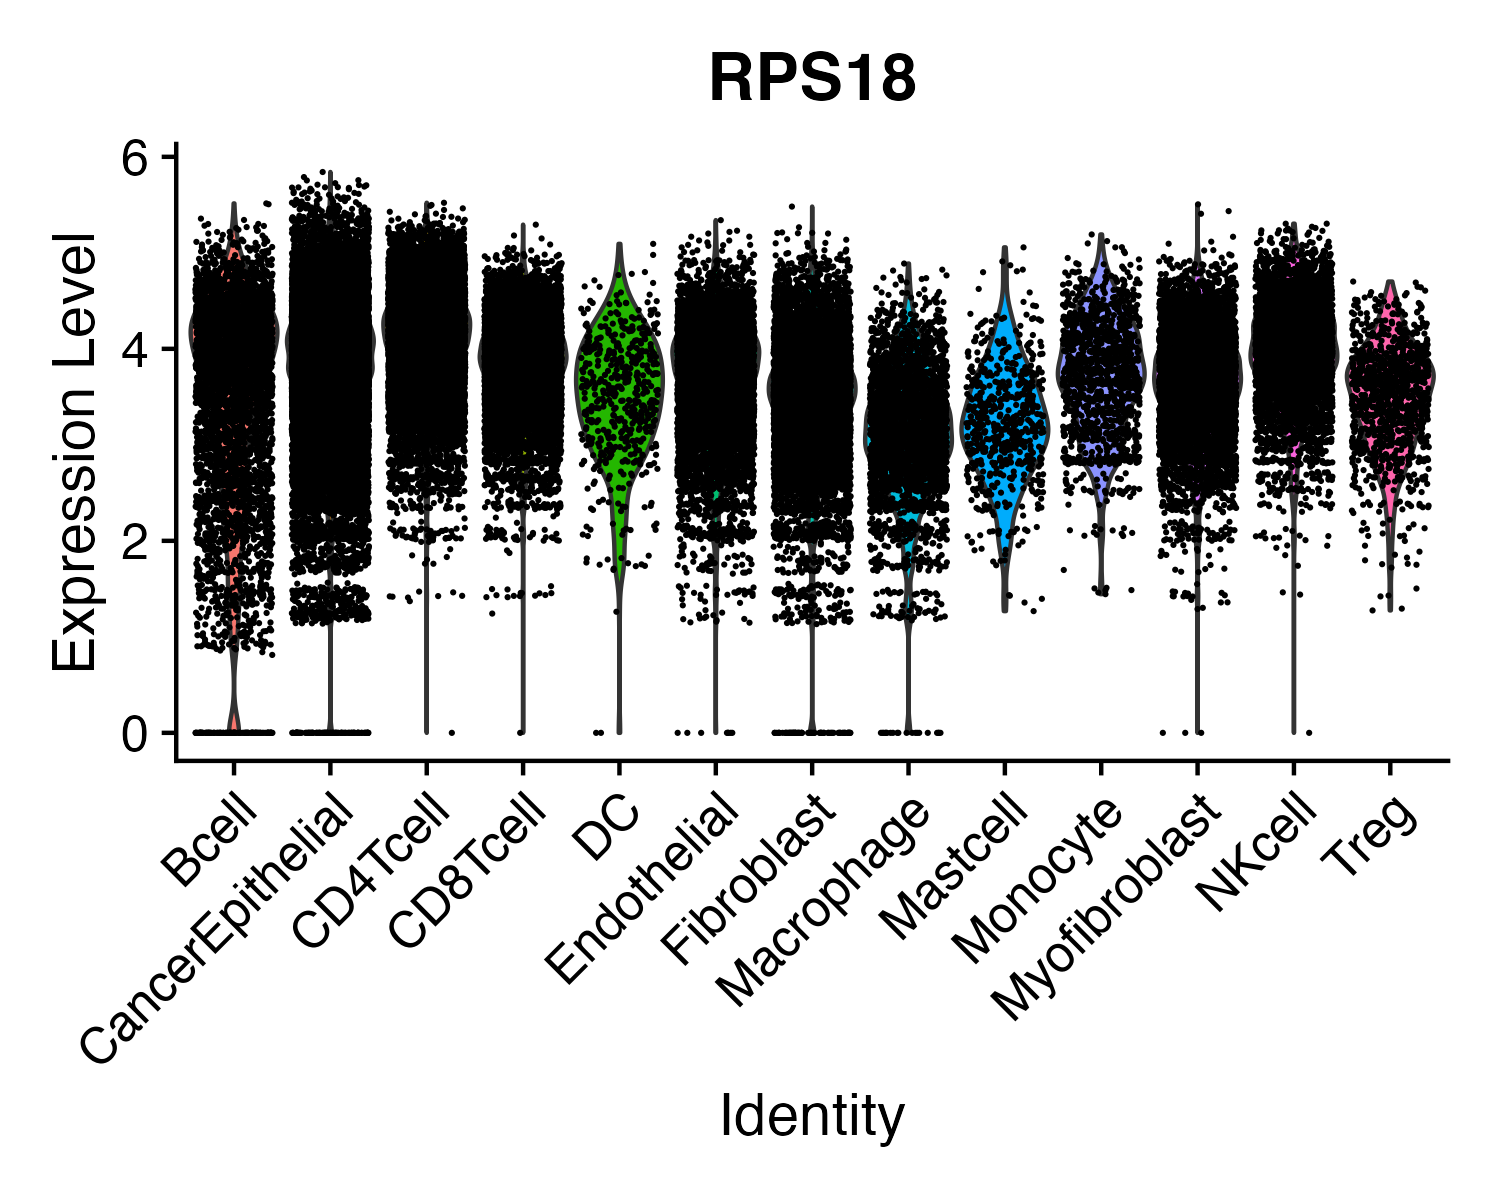 RPS18
Expression Level
6
4
2
0
Bcell
CancerEpithelial
CD4Tcell
CD8Tcell
DC
Endothelial
Fibroblast
Macrophage
Mastcell
Monocyte
Myofibroblast
NKcell
Treg
Identity